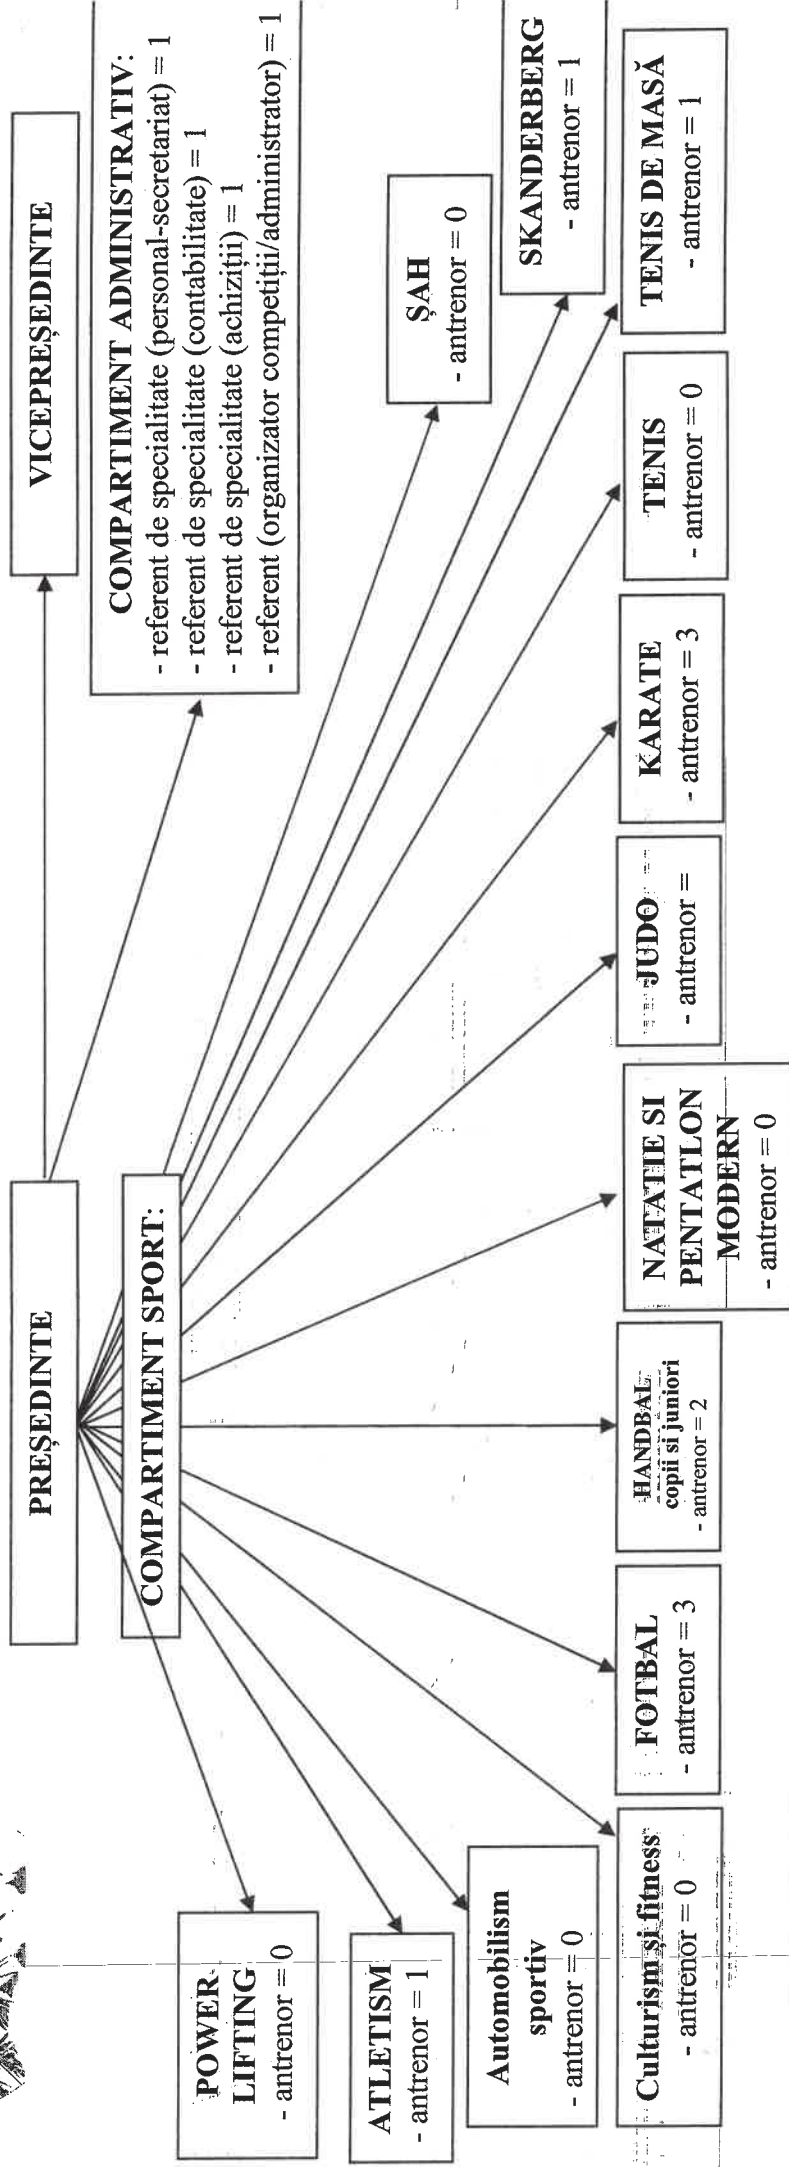 PREȘEDINTE
VICEPREȘEDINTE
COMPARTIMENT ADMINISTRATIV:
- referent de specialitate (personal-secretariat) = 1
- referent de specialitate (contabilitate) = 1
- referent de specialitate (achiziții) = 1
- referent (organizator competiții/administrator) = 1
COMPARTIMENT SPORT:
POWER-
LIFTING
- antrenor = 0
ATLETISM
- antrenor = 1
Automobilism
sportiv
- antrenor = 0
Culturism și fitness
- antrenor = 0
FOTBAL
- antrenor = 3
HANDBAL
copii si juniori
- antrenor = 2
NATATIE SI
PENTATLON
MODERN
- antrenor = 0
JUDO
- antrenor =
KARATE
- antrenor = 3
TENIS
- antrenor = 0
TENIS DE MASĂ
- antrenor = 1
SKANDERBERG
- antrenor = 1
ȘAH
- antrenor = 0